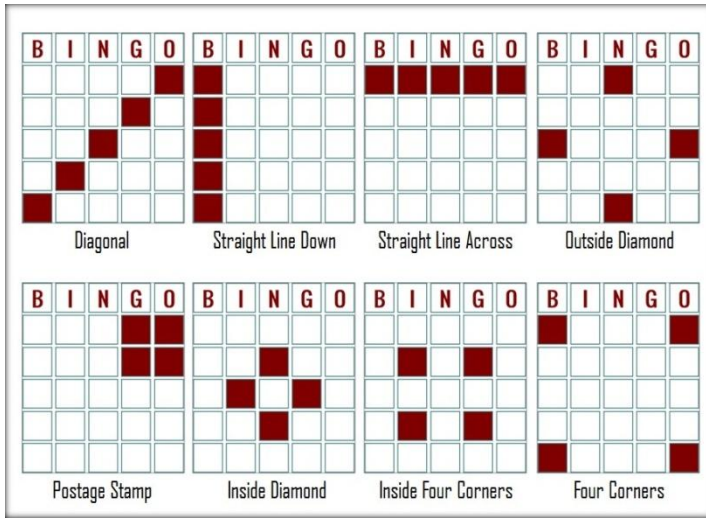 B I N G O
B I N G O
B I N G O
B I N G O
Diagonal
Straight Line Down
Straight Line Across
Outside Diamond
B I N G O
B I N G O
B I N G O
B I N G O
Postage Stamp
Inside Diamond
Inside Four Corners
Four Corners